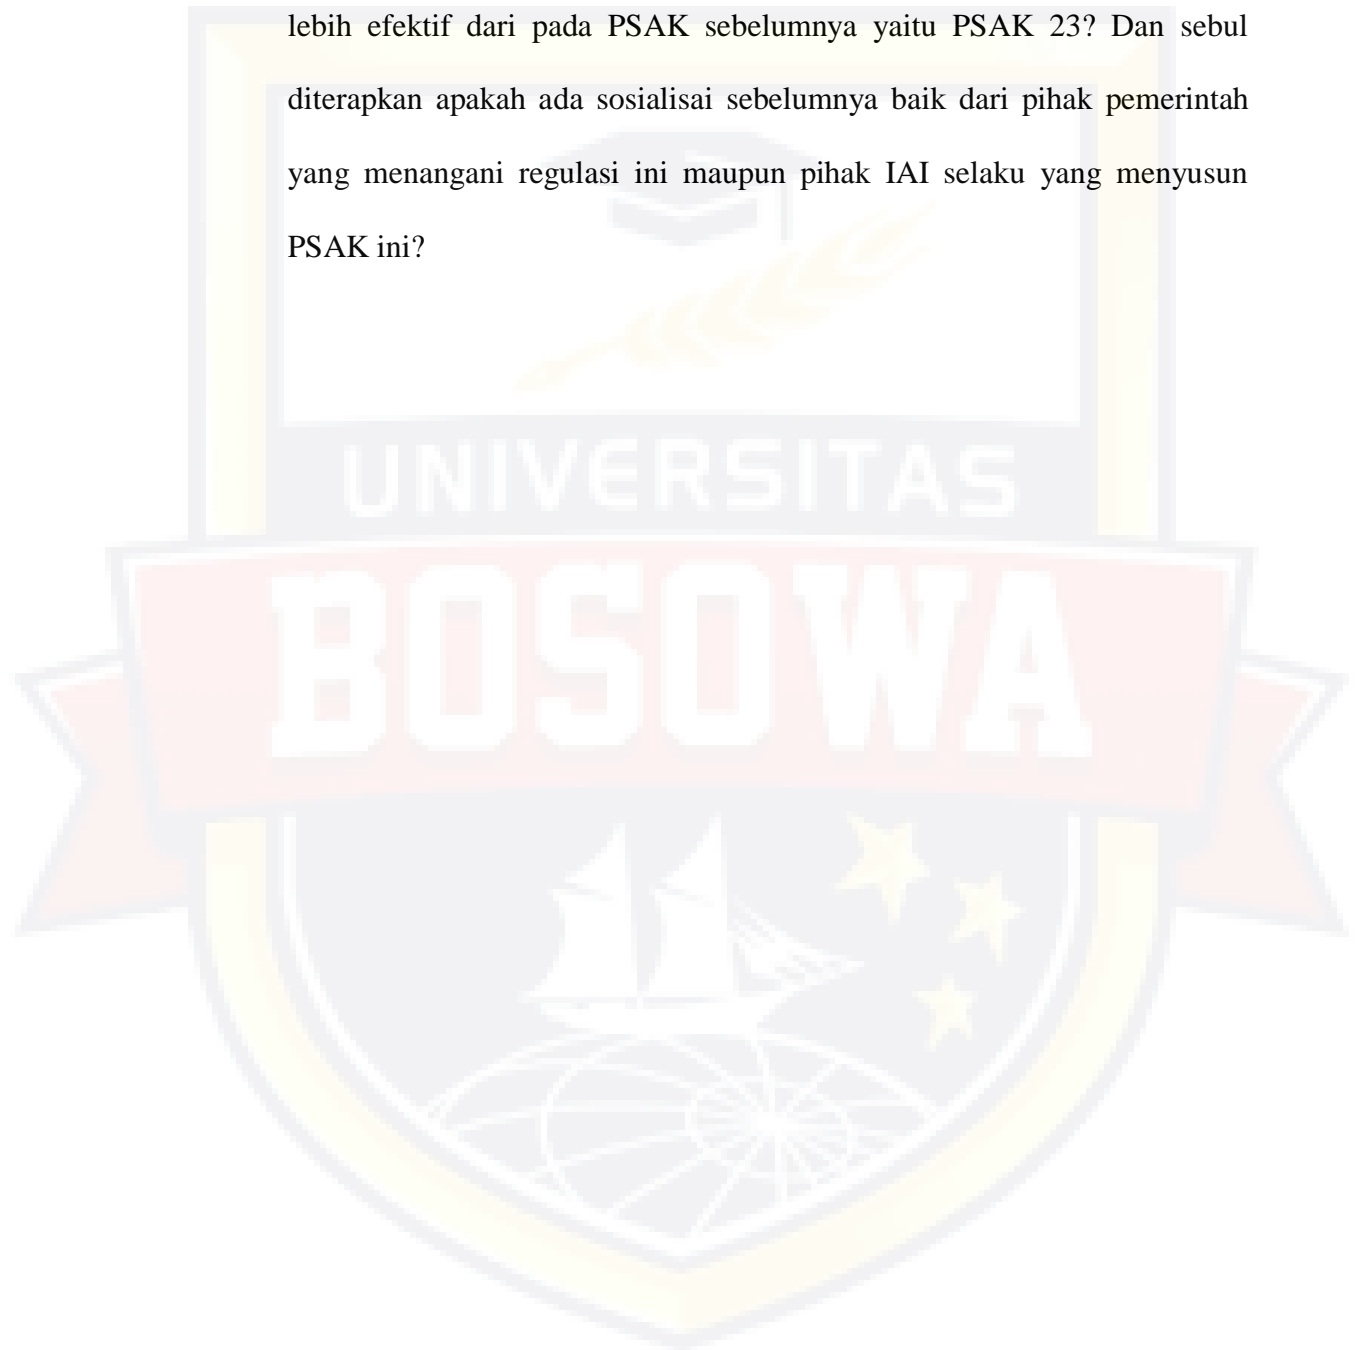 lebih efektif dari pada PSAK sebelumnya yaitu PSAK 23? Dan sebul
diterapkan apakah ada sosialisai sebelumnya baik dari pihak pemerintah
yang menangani regulasi ini maupun pihak IAI selaku yang menyusun
PSAK ini?
UNIVERSITAS
BOSOWA